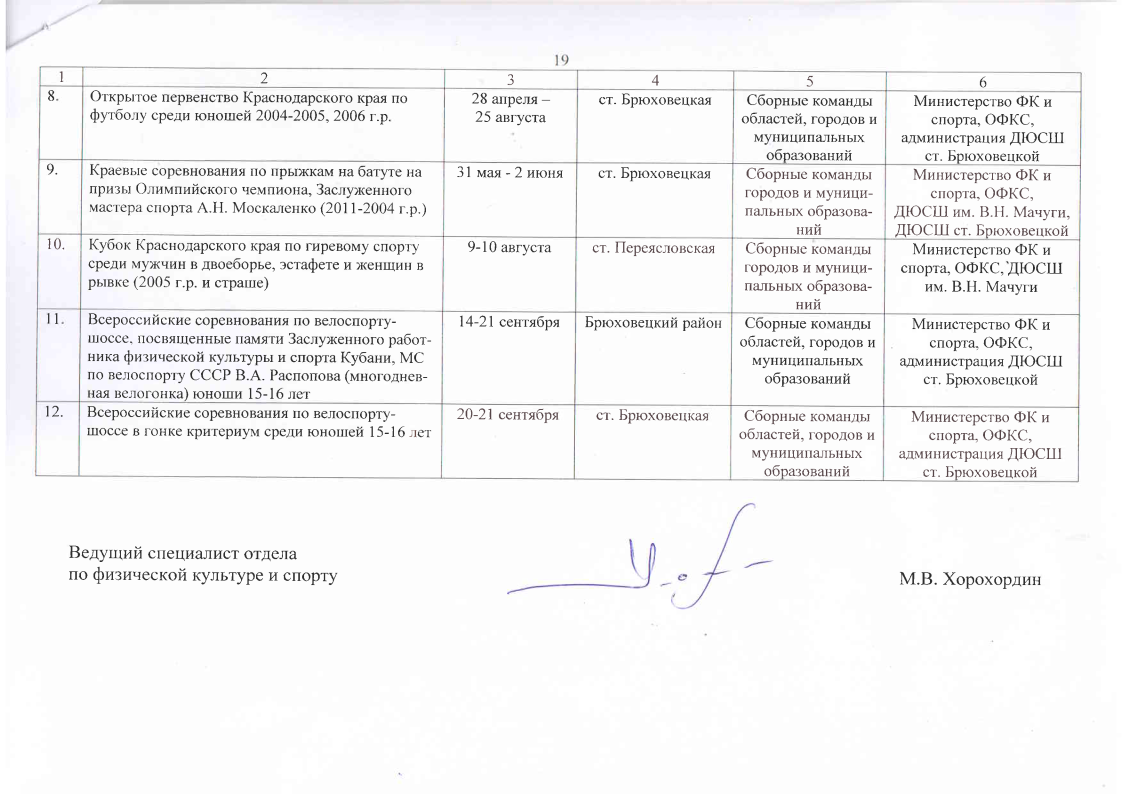 19
1 2 3 4 5 6
8. Открытое первенство Краснодарского края по 28 апреля – ст. Брюховецкая Сборные команды Министерство ФК и
футболу среди юношей 2004-2005, 2006 г.р. 25 августа областей, городов и спорта, ОФКС,
муниципальных администрация ДЮСШ
образований ст. Брюховецкой
9. Краевые соревнования по прыжкам на батуте на 31 мая - 2 июня ст. Брюховецкая Сборные команды Министерство ФК и
призы Олимпийского чемпиона, Заслуженного городов и муници- спорта, ОФКС,
мастера спорта А.Н. Москаленко (2011-2004 г.р.) пальных образова- ДЮСШ им. В.Н. Мачуги,
ний ДЮСШ ст. Брюховецкой
10. Кубок Краснодарского края по гиревому спорту 9-10 августа ст. Переясловская Сборные команды Министерство ФК и
среди мужчин в двоеборье, эстафете и женщин в городов и муници- спорта, ОФКС, ДЮСШ
рывке (2005 г.р. и страше) пальных образова- им. В.Н. Мачуги
ний
11. Всероссийские соревнования по велоспорту- 14-21 сентября Брюховецкий район Сборные команды Министерство ФК и
шоссе, посвященные памяти Заслуженного работ- областей, городов и спорта, ОФКС,
ника физической культуры и спорта Кубани, МС муниципальных администрация ДЮСШ
по велоспорту СССР В.А. Распопова (многоднев- образований ст. Брюховецкой
ная велогонка) юноши 15-16 лет
12. Всероссийские соревнования по велоспорту- 20-21 сентября ст. Брюховецкая Сборные команды Министерство ФК и
шоссе в гонке критериум среди юношей 15-16 лет областей, городов и спорта, ОФКС,
муниципальных администрация ДЮСШ
образований ст. Брюховецкой
Ведущий специалист отдела
по физической культуре и спорту М.В. Хорохордин